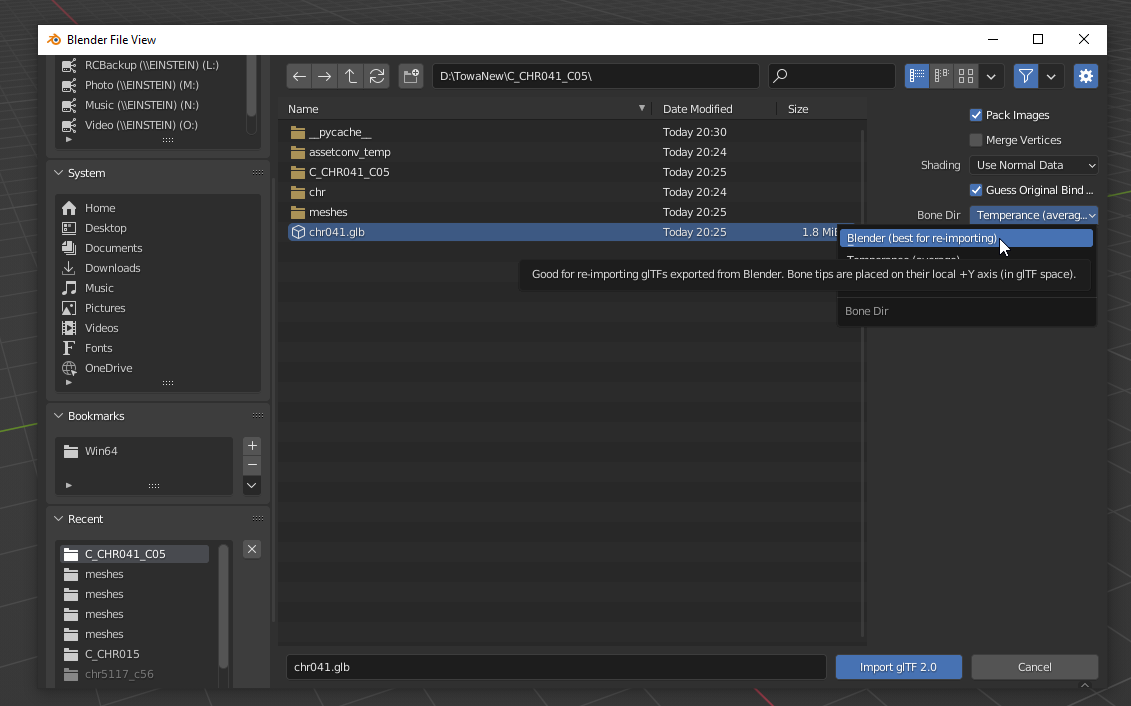 Blender File View
RCBackup (\\EINSTEIN) (L:)
Photo (\\EINSTEIN) (M:)
Music (\\EINSTEIN) (N:)
Video (\\EINSTEIN) (O:)
System
Home
Desktop
Documents
Downloads
Music
Pictures
Videos
Fonts
OneDrive
Bookmarks
Win64
Recent
C_CHR041_C05
meshes
meshes
meshes
meshes
C_CHR015
chr5117_c56
D:\TowaNew\C_CHR041_C05\
Name Date Modified Size
__pycache__ Today 20:30
assetconv_temp Today 20:24
C_CHR041_C05 Today 20:25
chr Today 20:24
meshes Today 20:25
chr041.glb Today 20:25 1.8 MiB
Pack Images
Merge Vertices
Shading Use Normal Data
Guess Original Bind ...
Bone Dir Temperance (averag...
Blender (best for re-importing)
Temperance (average)
Good for re-importing glTFs exported from Blender. Bone tips are placed on their local +Y axis (in glTF space).
Bone Dir
chr041.glb
Import glTF 2.0
Cancel